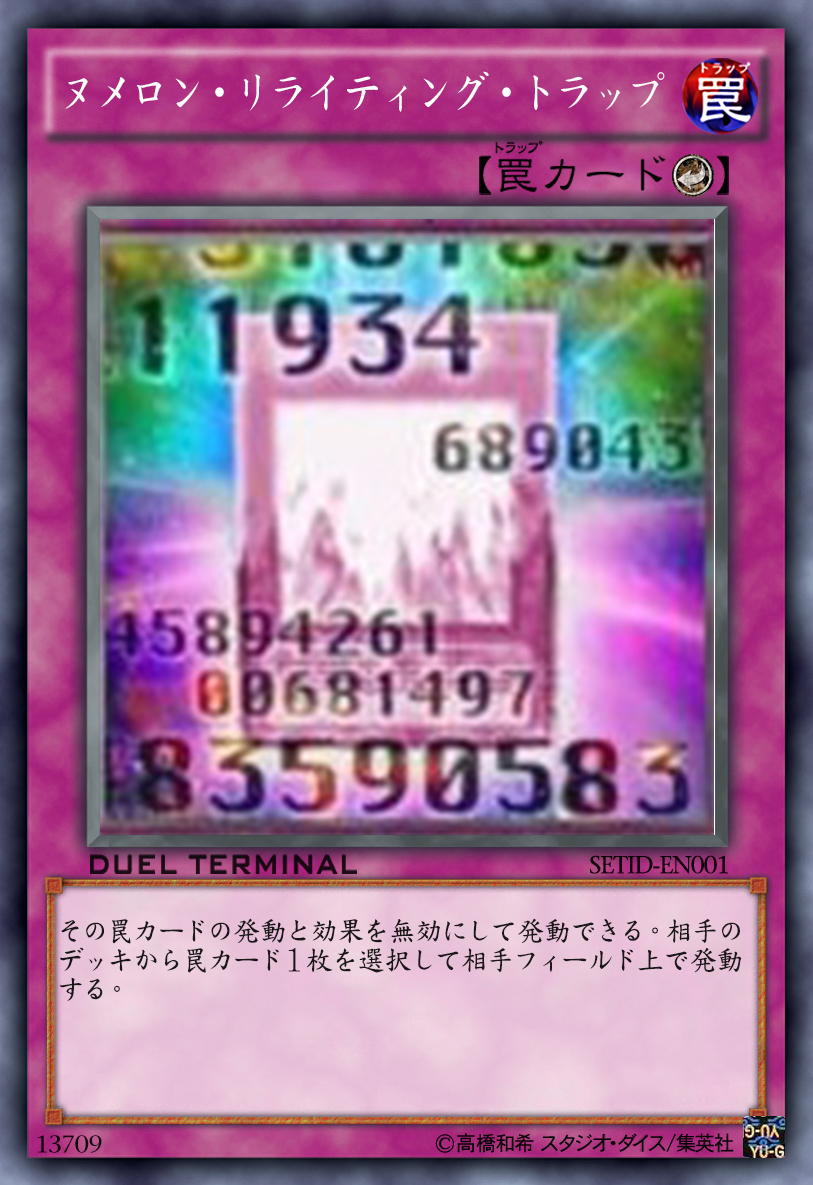 ヌメロン・リライティング・トラップ
トラップ
罠
トラップ
【罠カード】
11934
689043
45894261
00681497
83590583
DUEL TERMINAL
SETID-EN001
その罠カードの発動と効果を無効にして発動できる。相手の
デッキから罠カード１枚を選択して相手フィールド上で発動
する。
13709
©高橋和希 スタジオ・ダイス/集英社